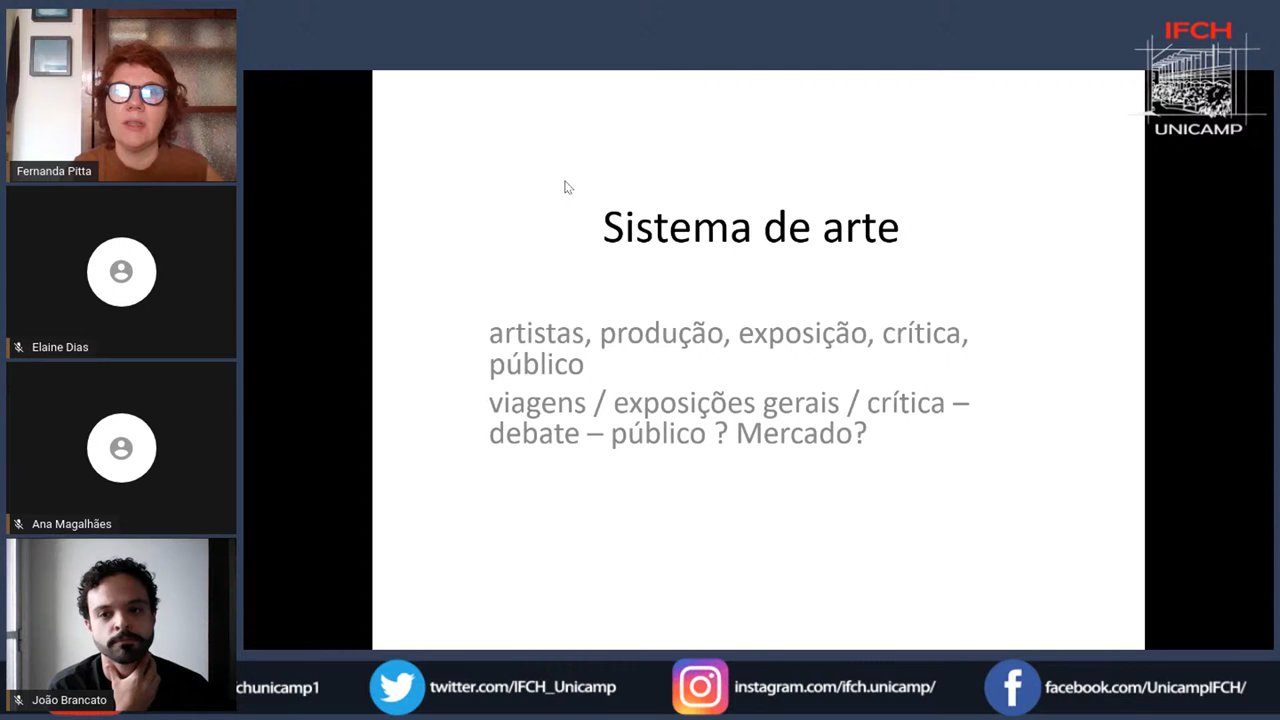 IFCH
UNICAMP
Fernanda Pitta
Elaine Dias
Ana Magalhães
João Brancato
Sistema de arte
artistas, produção, exposição, crítica,
público
viagens / exposições gerais / crítica –
debate – público ? Mercado?
chunicamp1
twitter.com/IFCH_Unicamp
instagram.com/ifch.unicamp/
facebook.com/UnicampIFCH/